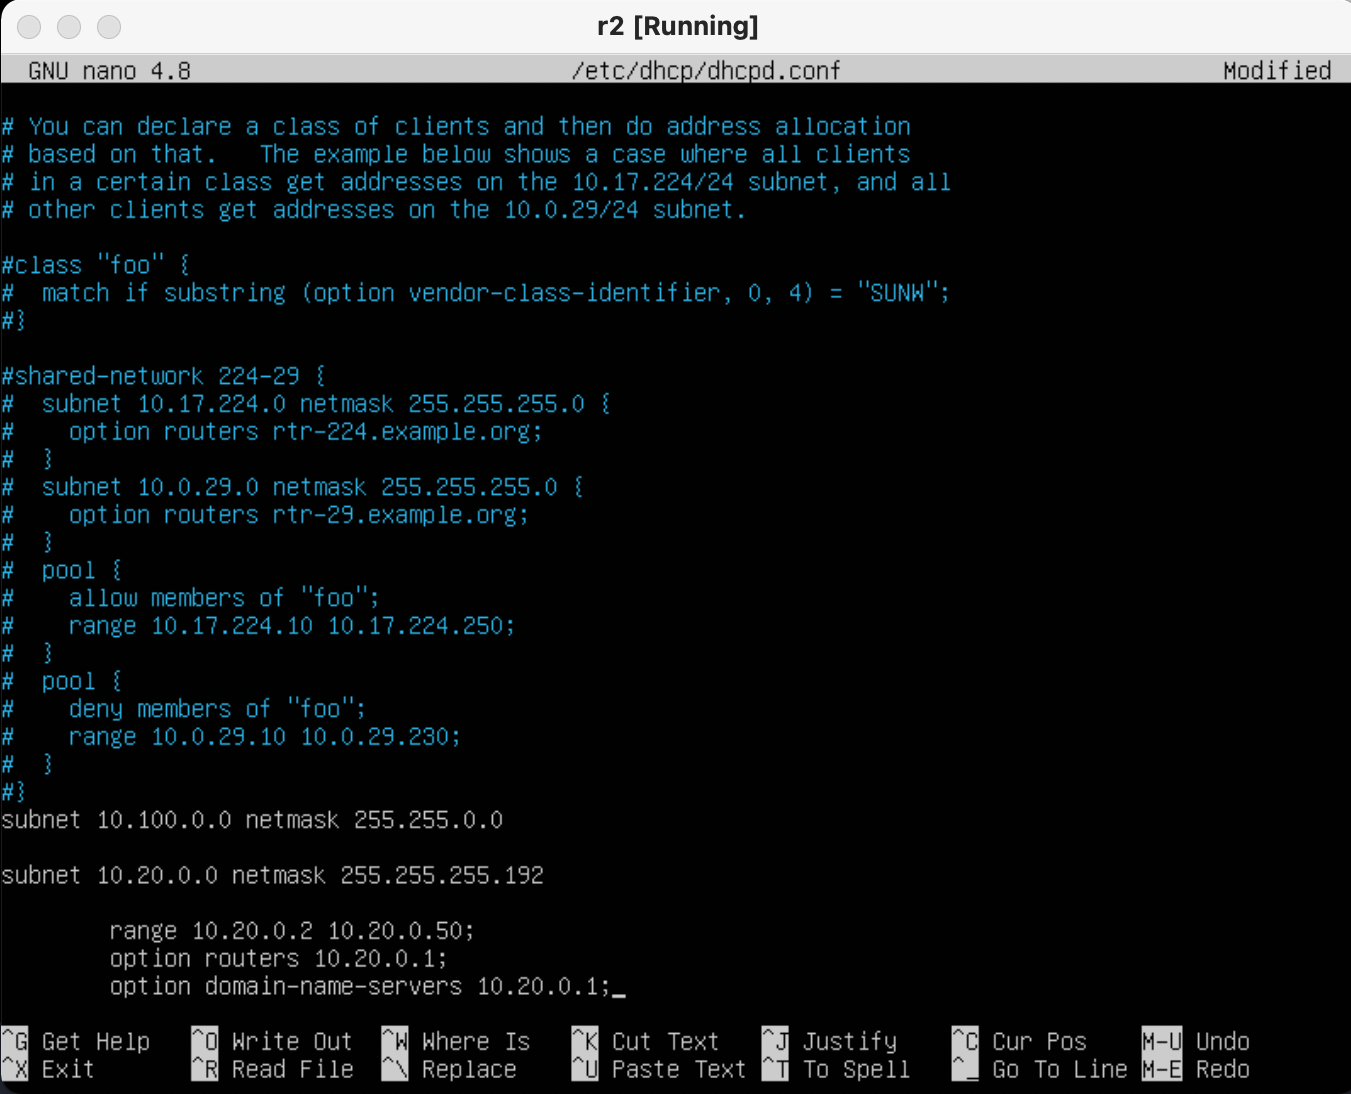 r2 [Running]
GNU nano 4.8 /etc/dhcp/dhcpd.conf Modified
# You can declare a class of clients and then do address allocation
# based on that.   The example below shows a case where all clients
# in a certain class get addresses on the 10.17.224/24 subnet, and all
# other clients get addresses on the 10.0.29/24 subnet.
#class "foo" {
#  match if substring (option vendor-class-identifier, 0, 4) = "SUNW";
#}
#shared-network 224-29 {
#  subnet 10.17.224.0 netmask 255.255.255.0 {
#    option routers rtr-224.example.org;
#  }
#  subnet 10.0.29.0 netmask 255.255.255.0 {
#    option routers rtr-29.example.org;
#  }
#  pool {
#    allow members of "foo";
#    range 10.17.224.10 10.17.224.250;
#  }
#  pool {
#    deny members of "foo";
#    range 10.0.29.10 10.0.29.230;
#  }
#}
subnet 10.100.0.0 netmask 255.255.0.0
subnet 10.20.0.0 netmask 255.255.255.192
        range 10.20.0.2 10.20.0.50;
        option routers 10.20.0.1;
        option domain-name-servers 10.20.0.1;_
^G Get Help ^O Write Out ^W Where Is ^K Cut Text ^J Justify ^C Cur Pos M-U Undo
^X Exit ^R Read File ^\ Replace ^U Paste Text ^T To Spell ^_ Go To Line M-E Redo